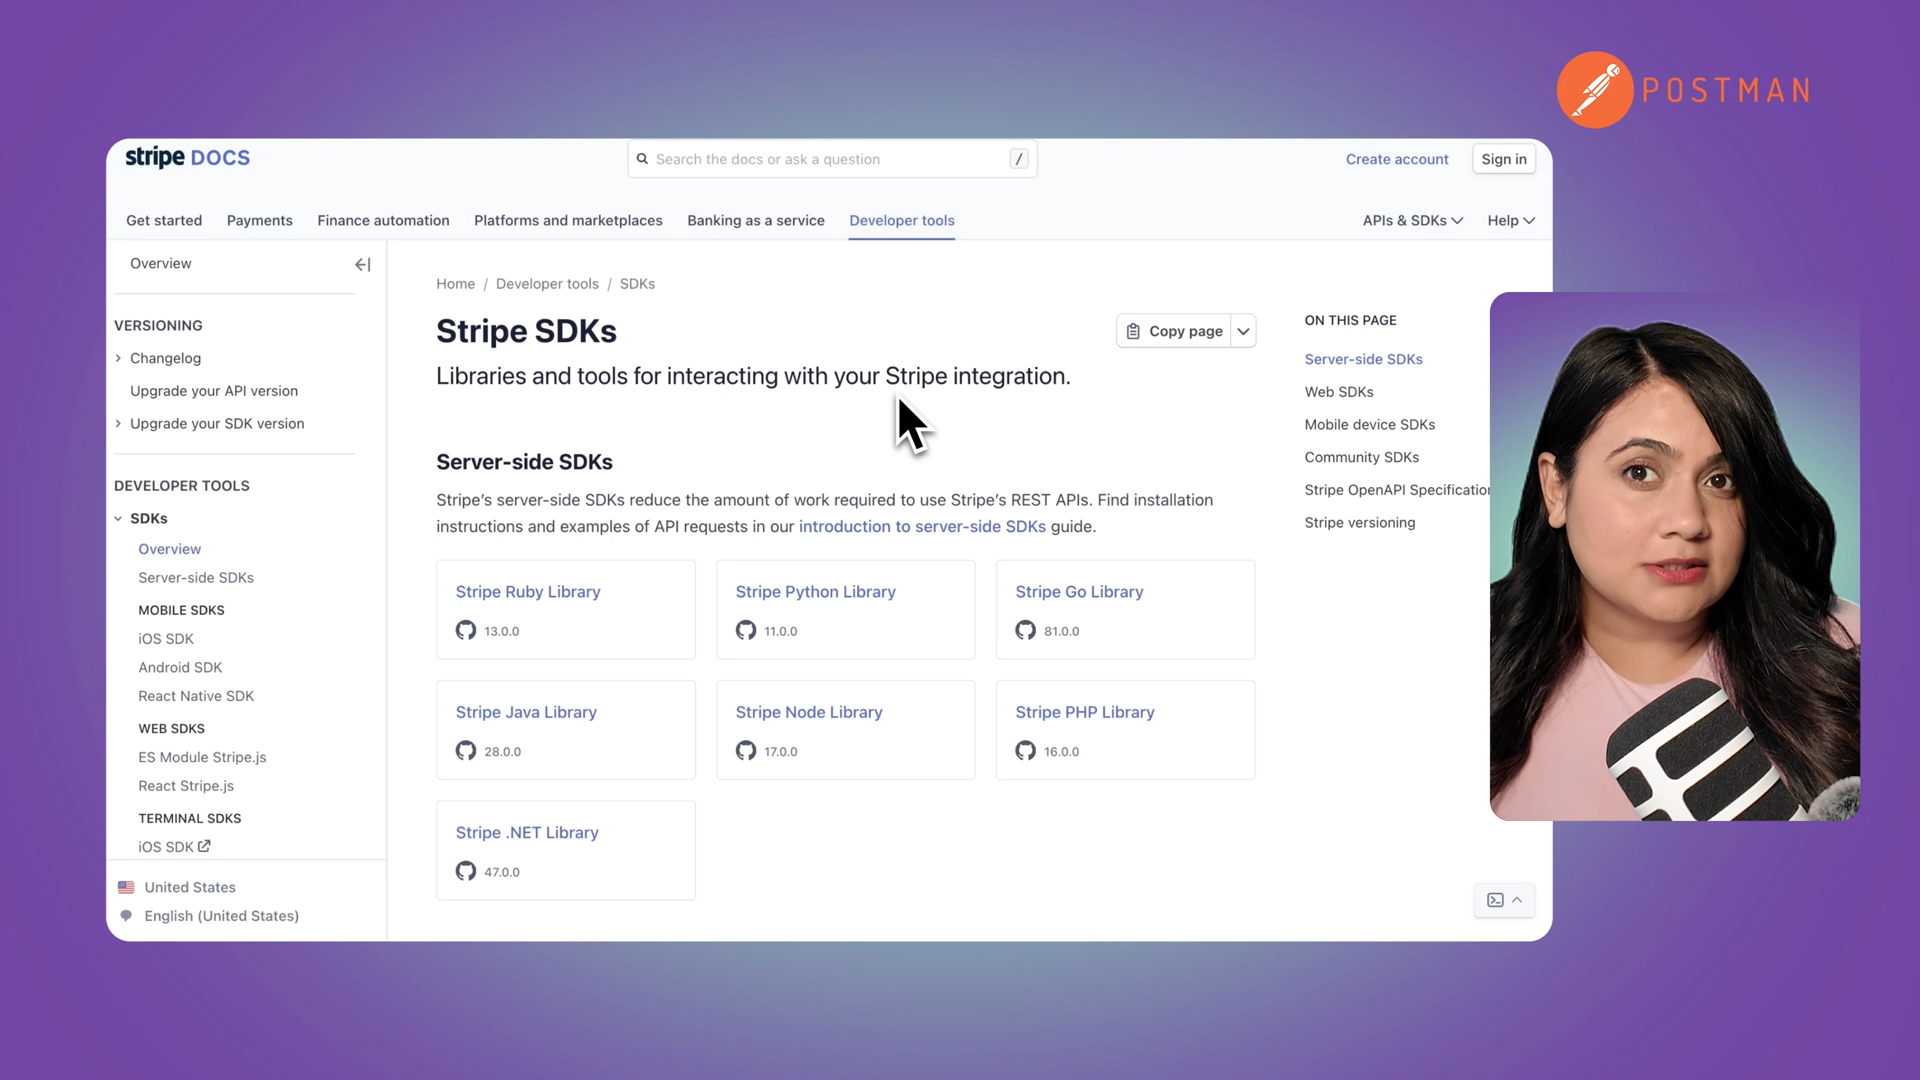 POSTMAN
stripe DOCS
Search the docs or ask a question
/
Create account
Sign in
Get started
Payments
Finance automation
Platforms and marketplaces
Banking as a service
Developer tools
APIs & SDKs
Help
Overview
VERSIONING
Changelog
Upgrade your API version
Upgrade your SDK version
DEVELOPER TOOLS
SDKs
Overview
Server-side SDKs
MOBILE SDKS
iOS SDK
Android SDK
React Native SDK
WEB SDKS
ES Module Stripe.js
React Stripe.js
TERMINAL SDKS
iOS SDK
United States
English (United States)
Home / Developer tools / SDKs
Stripe SDKs
Copy page
Libraries and tools for interacting with your Stripe integration.
Server-side SDKs
Stripe’s server-side SDKs reduce the amount of work required to use Stripe’s REST APIs. Find installation
instructions and examples of API requests in our introduction to server-side SDKs guide.
Stripe Ruby Library
13.0.0
Stripe Python Library
11.0.0
Stripe Go Library
81.0.0
Stripe Java Library
28.0.0
Stripe Node Library
17.0.0
Stripe PHP Library
16.0.0
Stripe .NET Library
47.0.0
ON THIS PAGE
Server-side SDKs
Web SDKs
Mobile device SDKs
Community SDKs
Stripe OpenAPI Specificatio
Stripe versioning